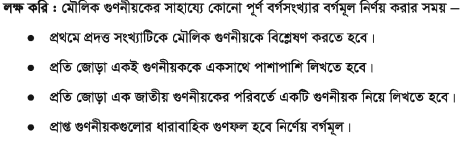 লক্ষ করি : মৌলিক গুণনীয়কের সাহায্যে কোনো পূর্ণ বর্গসংখ্যার বর্গমূল নির্ণয় করার সময় –
● প্রথমে প্রদত্ত সংখ্যাটিকে মৌলিক গুণনীয়কে বিশ্লেষণ করতে হবে।
● প্রতি জোড়া একই গুণনীয়ককে একসাথে পাশাপাশি লিখতে হবে।
● প্রতি জোড়া এক জাতীয় গুণনীয়কের পরিবর্তে একটি গুণনীয়ক নিয়ে লিখতে হবে।
● প্রাপ্ত গুণনীয়কগুলোর ধারাবাহিক গুণফল হবে নির্ণেয় বর্গমূল।